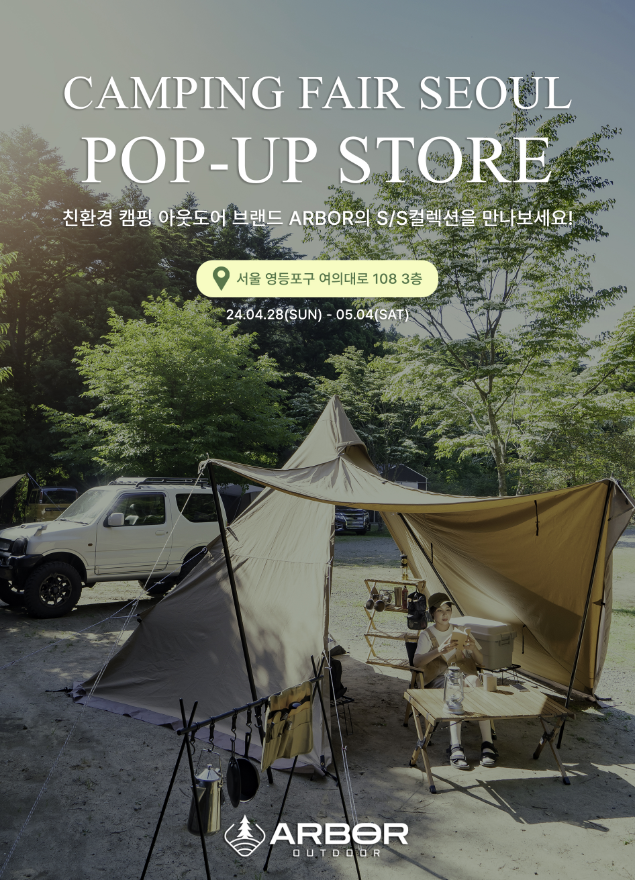 CAMPING FAIR SEOUL
POP-UP STORE
친환경 캠핑 아웃도어 브랜드 ARBOR의 S/S컬렉션을 만나보세요!
서울 영등포구 여의대로 108 3층
24.04.28(SUN) - 05.04(SAT)
ARBOR
OUTDOOR